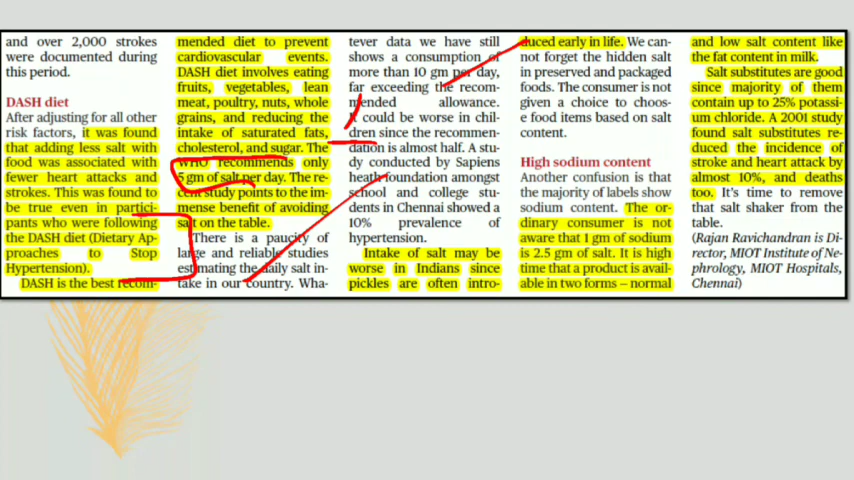 and over 2,000 strokes
were documented during
this period.
DASH diet
After adjusting for all other
risk factors, it was found
that adding less salt with
food was associated with
fewer heart attacks and
strokes. This was found to
be true even in partici-
pants who were following
the DASH diet (Dietary Ap-
proaches to Stop
Hypertension).
DASH is the best recom-
mended diet to prevent
cardiovascular events.
DASH diet involves eating
fruits, vegetables, lean
meat, poultry, nuts, whole
grains, and reducing the
intake of saturated fats,
cholesterol, and sugar. The
WHO recommends only
5 gm of salt per day. The re-
cent study points to the im-
mense benefit of avoiding
salt on the table.
There is a paucity of
large and reliable studies
estimating the daily salt in-
take in our country. Wha-
tever data we have still
shows a consumption of
more than 10 gm per day,
far exceeding the recom-
mended allowance.
It could be worse in chil-
dren since the recommen-
dation is almost half. A stu-
dy conducted by Sapiens
heath foundation amongst
school and college stu-
dents in Chennai showed a
10% prevalence of
hypertension.
Intake of salt may be
worse in Indians since
pickles are often intro-
duced early in life. We can-
not forget the hidden salt
in preserved and packaged
foods. The consumer is not
given a choice to choos-
e food items based on salt
content.
High sodium content
Another confusion is that
the majority of labels show
sodium content. The or-
dinary consumer is not
aware that 1 gm of sodium
is 2.5 gm of salt. It is high
time that a product is avail-
able in two forms – normal
and low salt content like
the fat content in milk.
Salt substitutes are good
since majority of them
contain up to 25% potassi-
um chloride. A 2001 study
found salt substitutes re-
duced the incidence of
stroke and heart attack by
almost 10%, and deaths
too. It's time to remove
that salt shaker from the
table.
(Rajan Ravichandran is Di-
rector, MIOT Institute of Ne-
phrology, MIOT Hospitals,
Chennai)